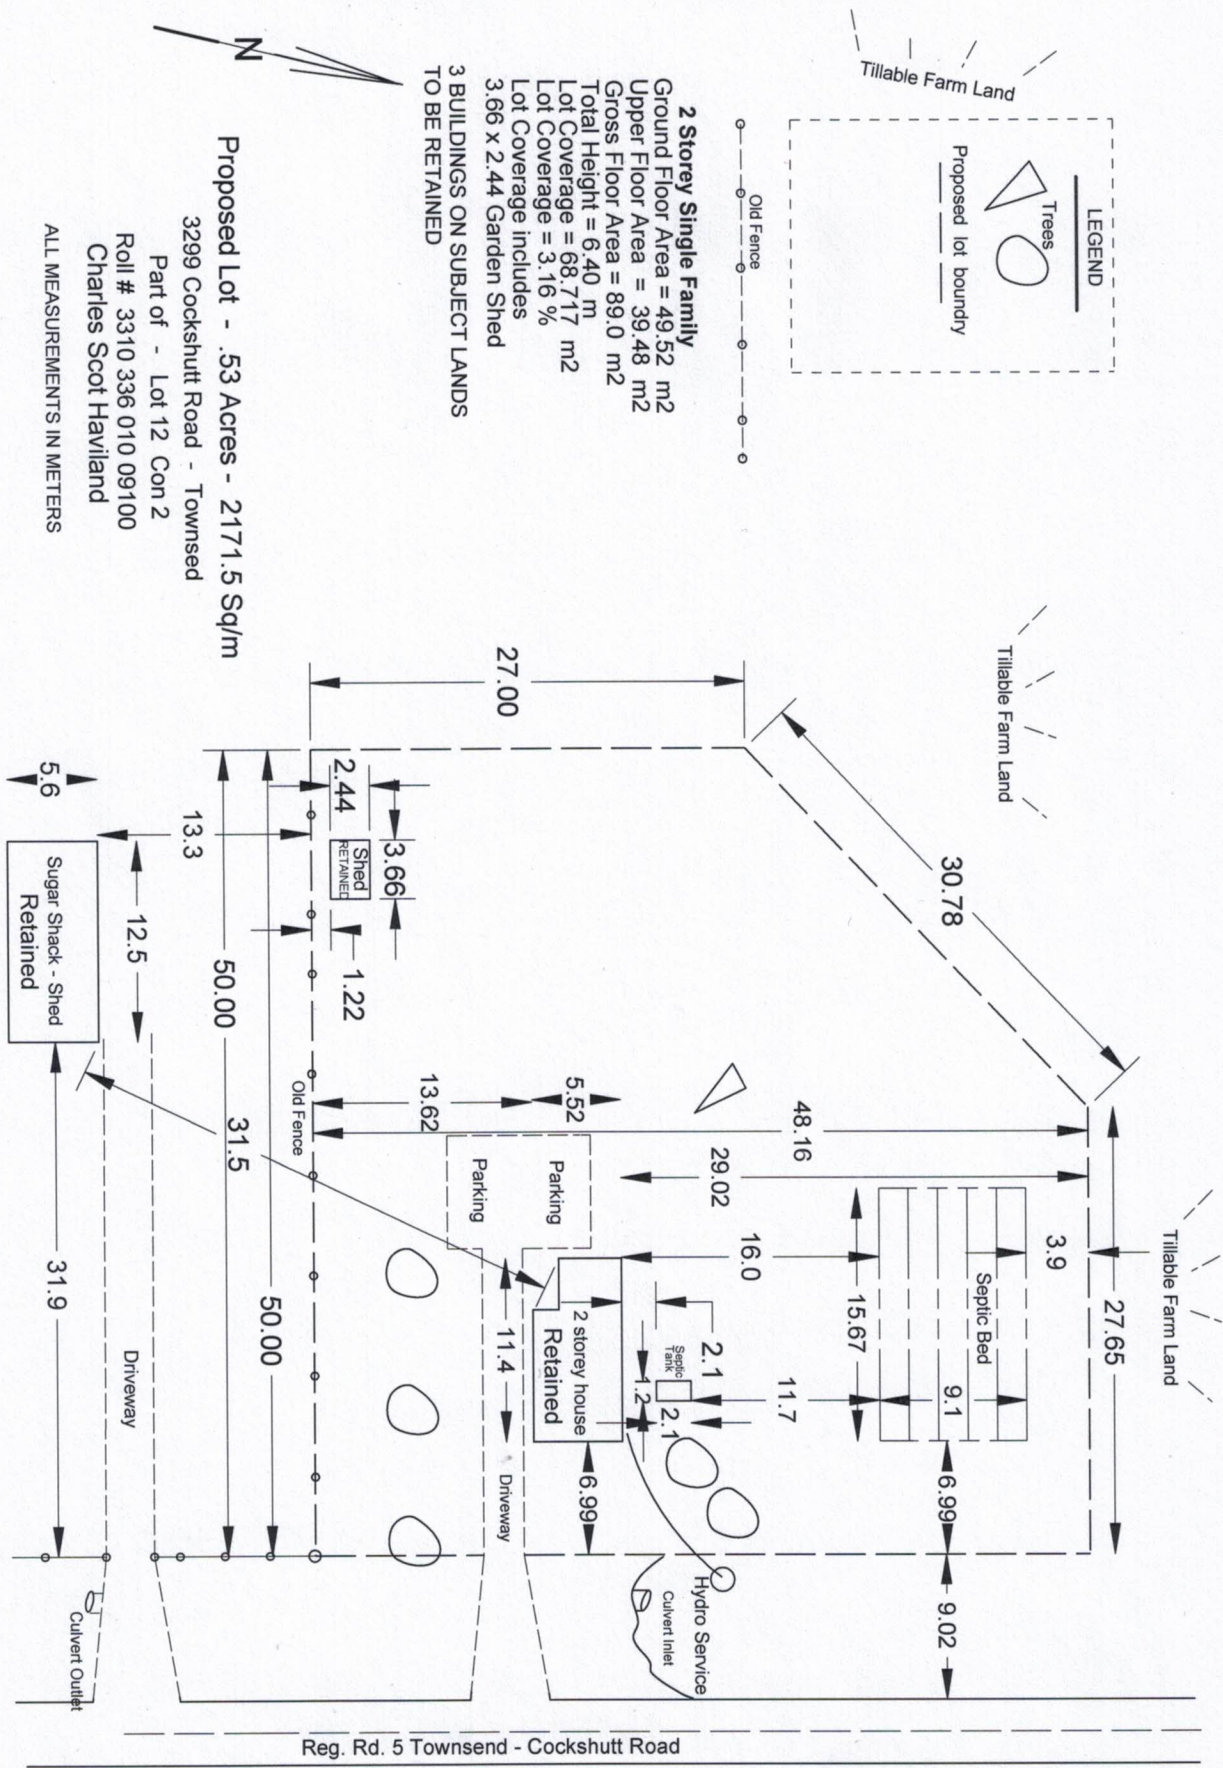 Tillable Farm Land
LEGEND
Trees
Proposed lot boundry
Old Fence
2 Storey Single Family
Ground Floor Area = 49.52 m2
Upper Floor Area = 39.48 m2
Gross Floor Area = 89.0 m2
Total Height = 6.40 m
Lot Coverage = 68.717 m2
Lot Coverage = 3.16 %
Lot Coverage includes
3.66 x 2.44 Garden Shed
3 BUILDINGS ON SUBJECT LANDS
TO BE RETAINED
N
Proposed Lot - .53 Acres - 2171.5 Sq/m
3299 Cockshutt Road - Townsed
Part of - Lot 12 Con 2
Roll # 3310 336 010 09100
Charles Scot Haviland
ALL MEASUREMENTS IN METERS
Tillable Farm Land
Tillable Farm Land
27.00
30.78
27.65
3.9
Septic Bed
9.1
6.99
9.02
15.67
48.16
29.02
16.0
11.7
2.1
Septic
Tank
1.2
2.1
Hydro Service
Culvert Inlet
5.52
13.62
Parking
Parking
2 storey house
Retained
6.99
11.4
Driveway
2.44
3.66
Shed
RETAINED
1.22
Old Fence
50.00
50.00
31.5
13.3
12.5
5.6
Sugar Shack - Shed
Retained
31.9
Driveway
Culvert Outlet
Reg. Rd. 5 Townsend - Cockshutt Road